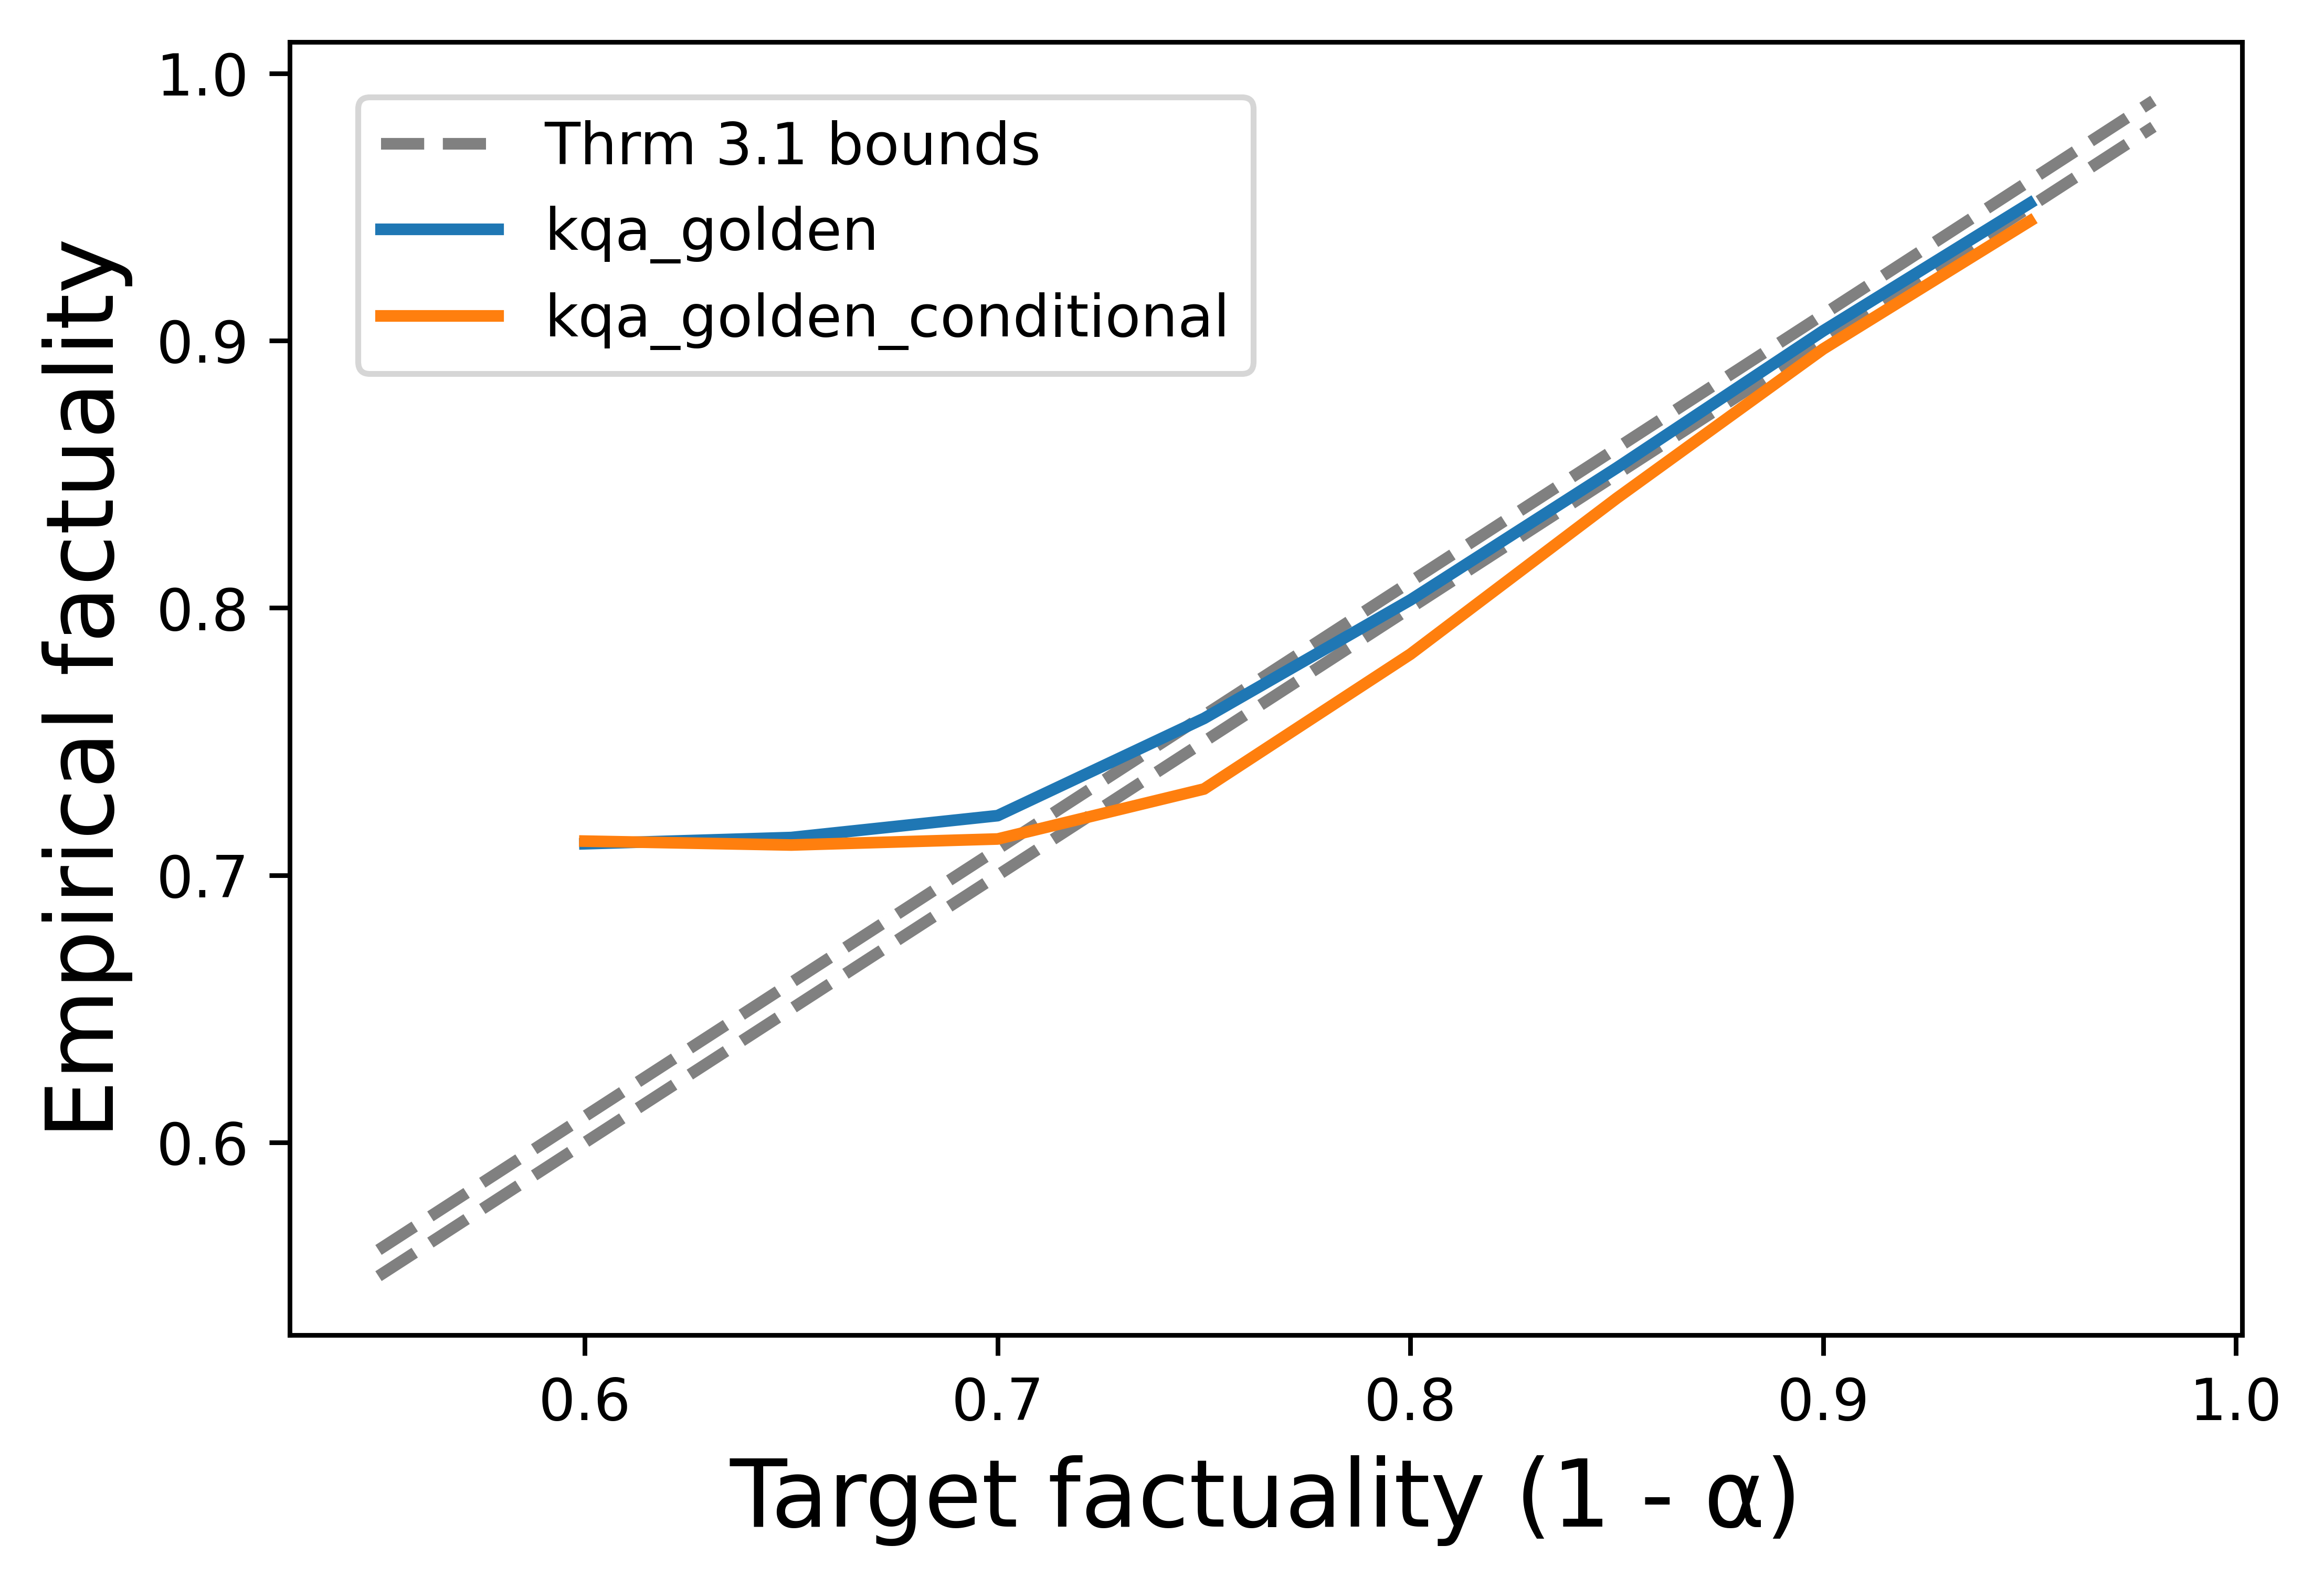 Thrm 3.1 bounds
kqa_golden
kqa_golden_conditional
Empirical factuality
1.0
0.9
0.8
0.7
0.6
0.6 0.7 0.8 0.9 1.0
Target factuality (1 - α)